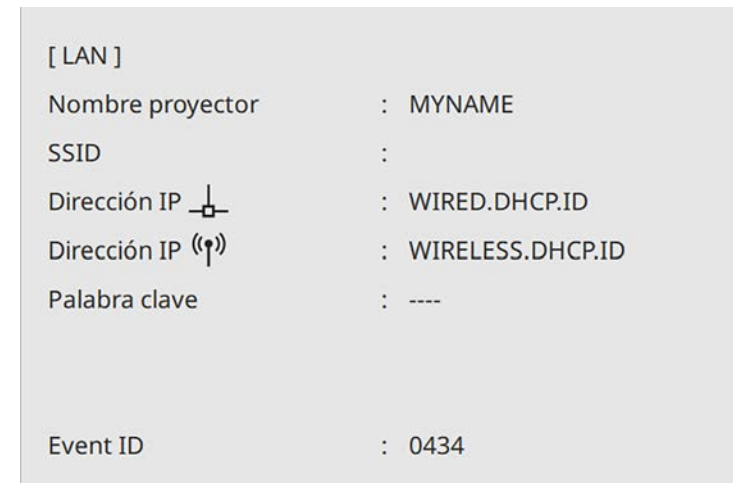 [ LAN ]
Nombre proyector : MYNAME
SSID :
Dirección IP : WIRED.DHCP.ID
Dirección IP : WIRELESS.DHCP.ID
Palabra clave : ----
Event ID : 0434